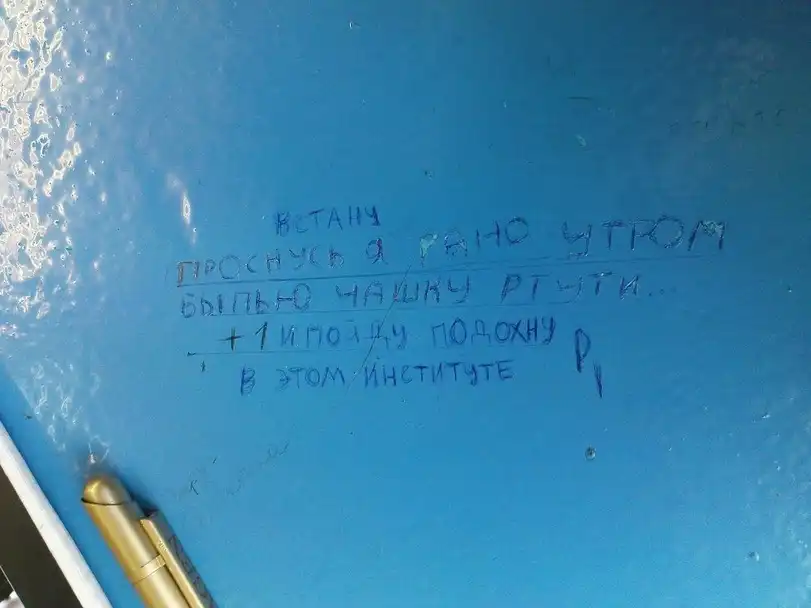 ВСТАНУ
ПРОСНУСЬ Я РАНО УТРОМ
ВЫПЬЮ ЧАШКУ РТУТИ...
+1 И ПОЙДУ ПОДОХНУ
В ЭТОМ ИНСТИТУТЕ